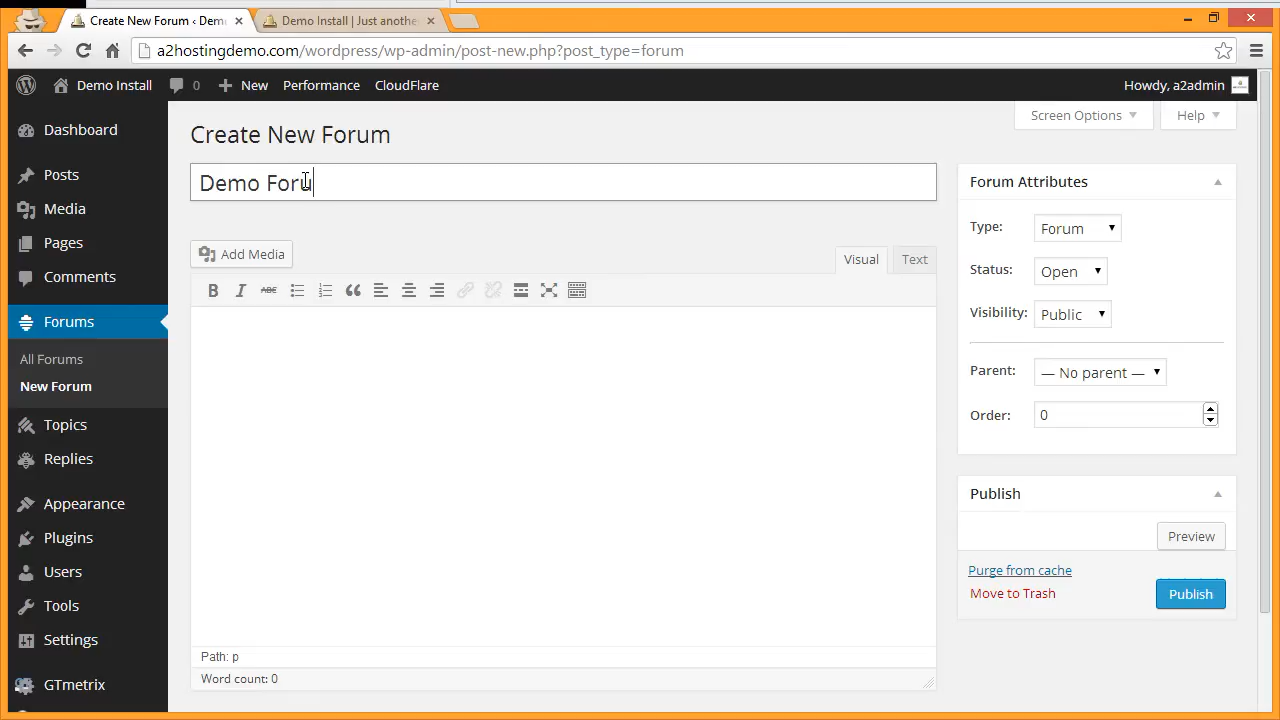 Create New Forum ‹ Demo
Demo Install | Just anothe
a2hostingdemo.com/wordpress/wp-admin/post-new.php?post_type=forum
Demo Install 0 New Performance CloudFlare Howdy, a2admin
Screen Options Help
Dashboard
Posts
Media
Pages
Comments
Forums
All Forums
New Forum
Topics
Replies
Appearance
Plugins
Users
Tools
Settings
GTmetrix
Create New Forum
Demo Foru
Add Media
Visual Text
B I ABC
Path: p
Word count: 0
Forum Attributes
Type: Forum
Status: Open
Visibility: Public
Parent: — No parent —
Order: 0
Publish
Preview
Purge from cache
Move to Trash Publish